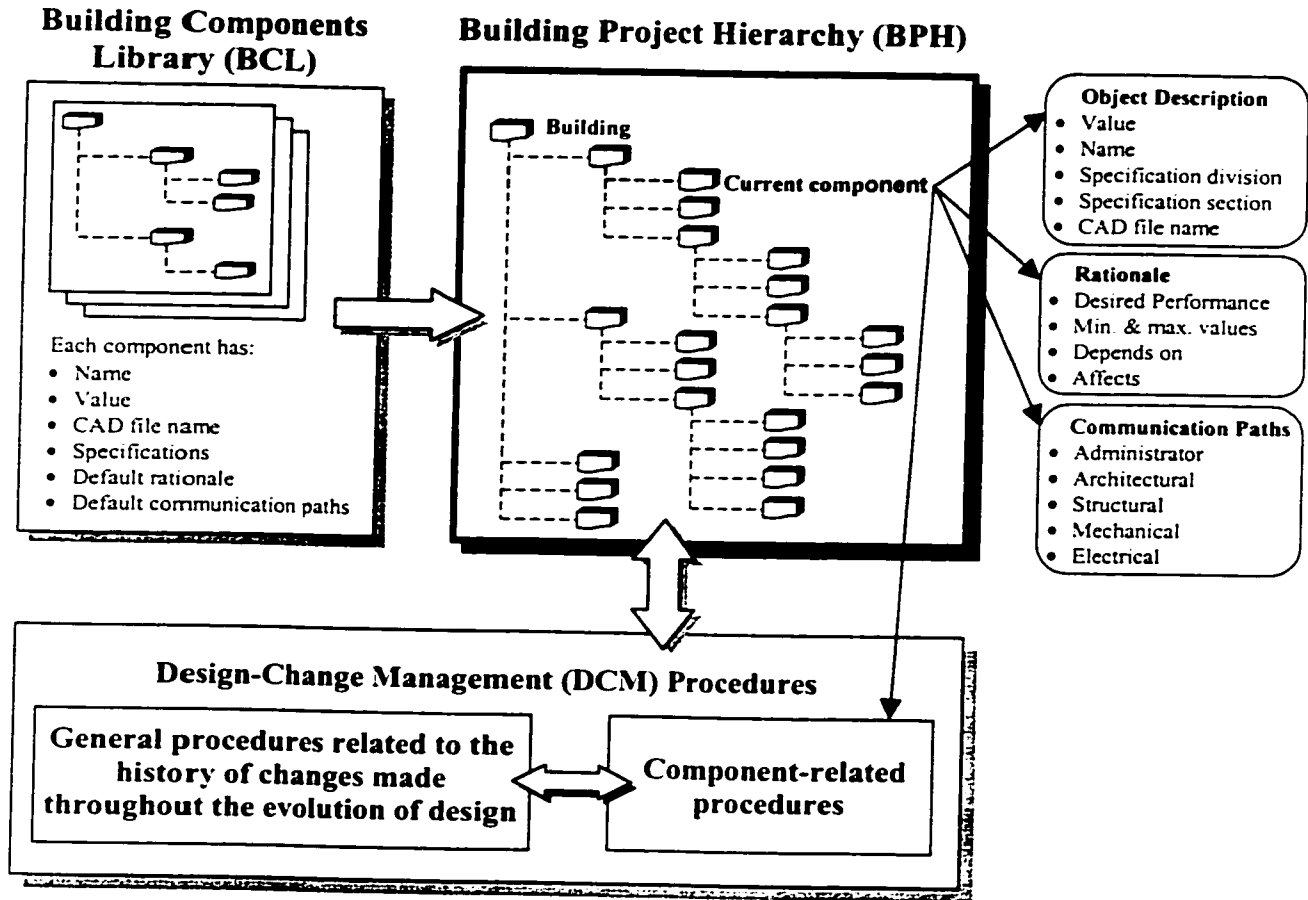 Building Components
Library (BCL)
Each component has:
• Name
• Value
• CAD file name
• Specifications
• Default rationale
• Default communication paths
Building Project Hierarchy (BPH)
Building
Current component
Object Description
• Value
• Name
• Specification division
• Specification section
• CAD file name
Rationale
• Desired Performance
• Min. & max. values
• Depends on
• Affects
Communication Paths
• Administrator
• Architectural
• Structural
• Mechanical
• Electrical
Design-Change Management (DCM) Procedures
General procedures related to the
history of changes made
throughout the evolution of design
Component-related
procedures